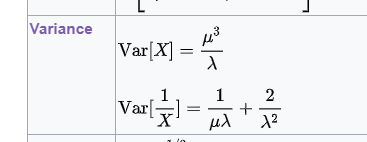 Variance
Var[X] = μ³/λ
Var[1/X] = 1/(μλ) + 2/λ²